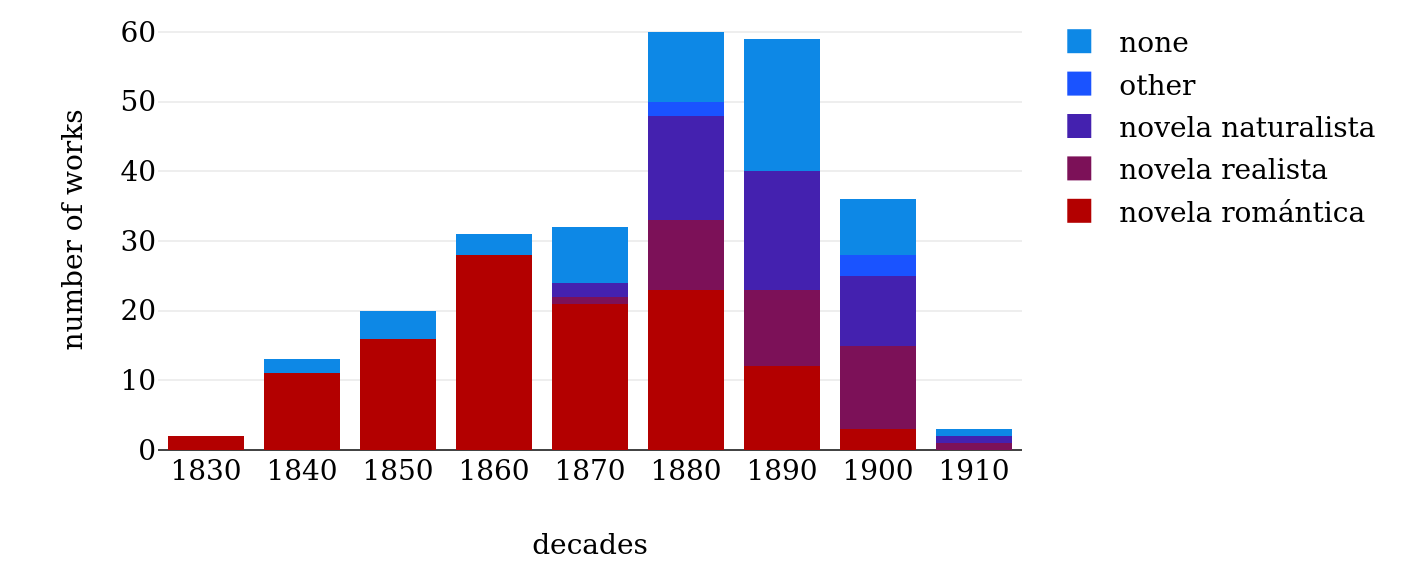 number of works
60
50
40
30
20
10
0
1830 1840 1850 1860 1870 1880 1890 1900 1910
decades
none
other
novela naturalista
novela realista
novela romántica